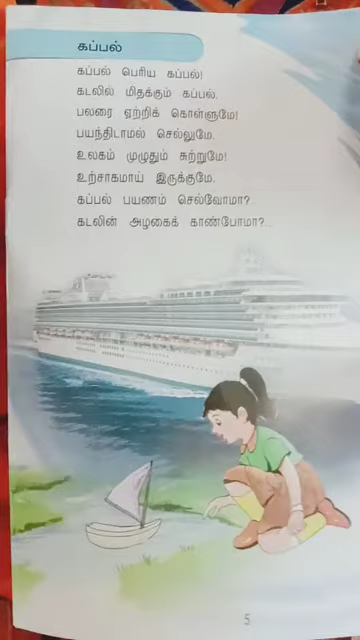 கப்பல்
கப்பல் பெரிய கப்பல்!
கடலில் மிதக்கும் கப்பல்.
பலரை ஏற்றிக் கொள்ளுமே!
பயந்திடாமல் செல்லுமே.
உலகம் முழுதும் சுற்றுமே!
உற்சாகமாய் இருக்குமே.
கப்பல் பயணம் செல்வோமா?
கடலின் அழகைக் காண்போமா?
5